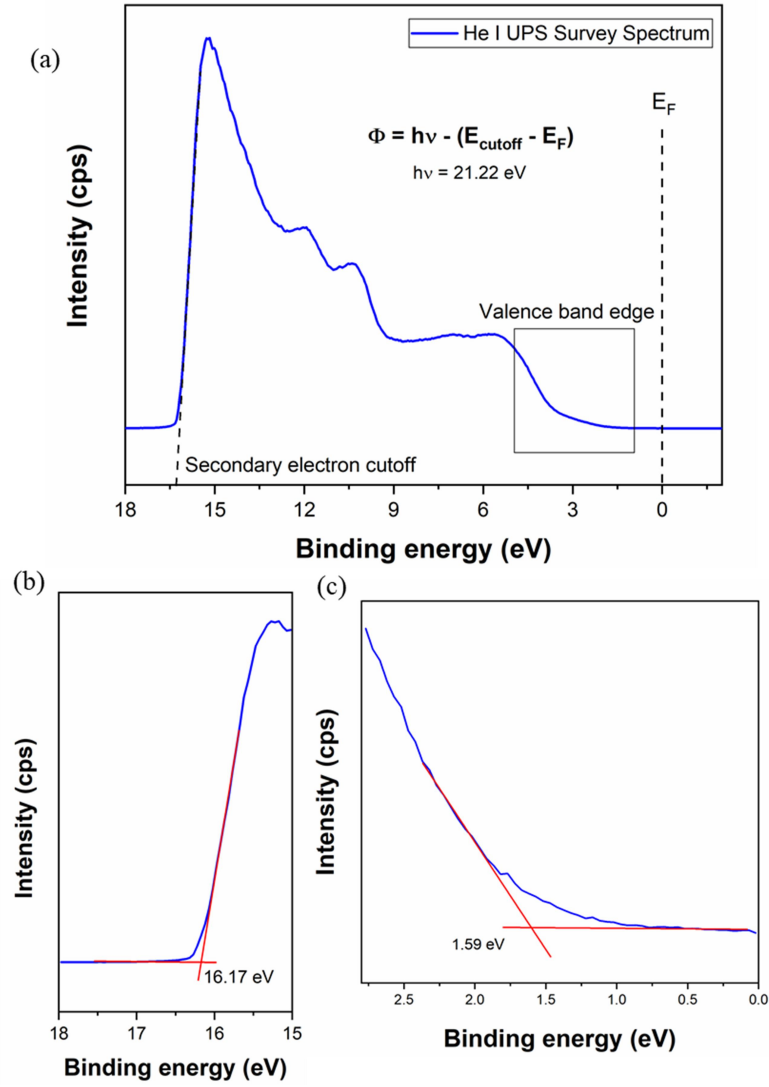 (a)
He I UPS Survey Spectrum
E_F
Φ = hν - (E_cutoff - E_F)
hν = 21.22 eV
Valence band edge
Secondary electron cutoff
Intensity (cps)
18 15 12 9 6 3 0
Binding energy (eV)
(b)
Intensity (cps)
16.17 eV
18 17 16 15
Binding energy (eV)
(c)
Intensity (cps)
1.59 eV
2.5 2.0 1.5 1.0 0.5 0.0
Binding energy (eV)